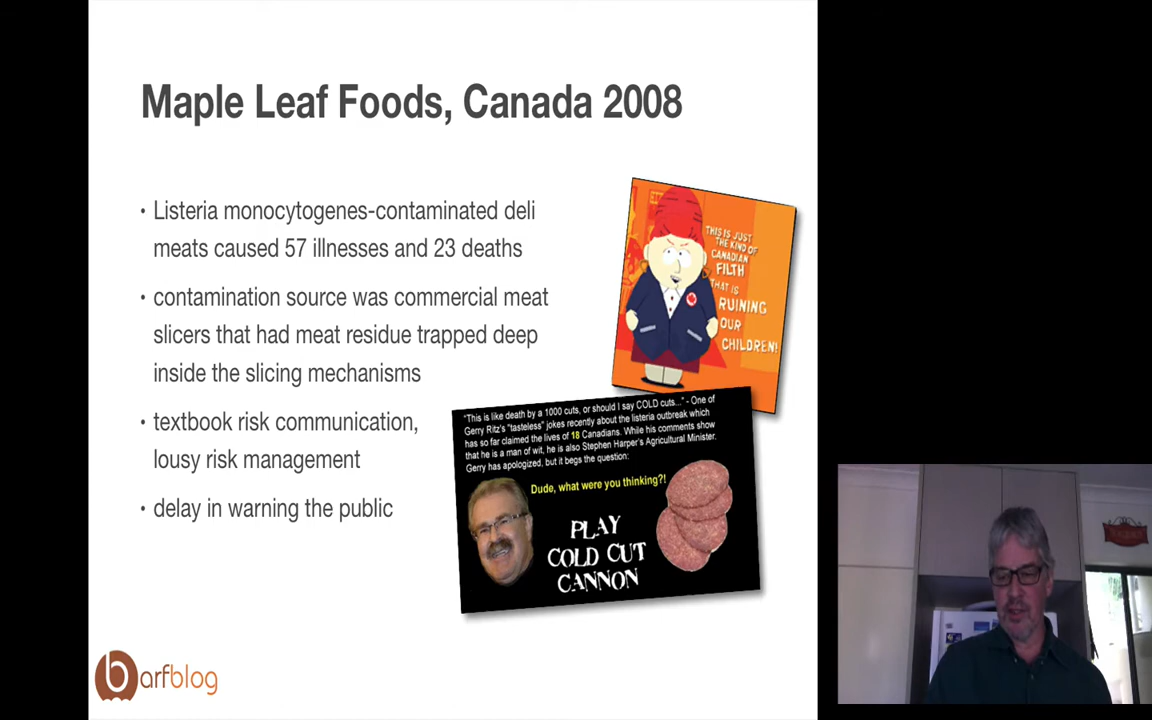 Maple Leaf Foods, Canada 2008
• Listeria monocytogenes-contaminated deli
meats caused 57 illnesses and 23 deaths
• contamination source was commercial meat
slicers that had meat residue trapped deep
inside the slicing mechanisms
• textbook risk communication,
lousy risk management
• delay in warning the public
THIS IS JUST
THE KIND OF
CANADIAN
FILTH
THAT IS
RUINING
OUR
CHILDREN!
"This is like death by a 1000 cuts, or should I say COLD cuts..." - One of
Gerry Ritz's "tasteless" jokes recently about the listeria outbreak which
has so far claimed the lives of 18 Canadians. While his comments show
that he is a man of wit, he is also Stephen Harper's Agricultural Minister.
Gerry has apologized, but it begs the question:
Dude, what were you thinking?!
PLAY
COLD CUT
CANNON
barfblog